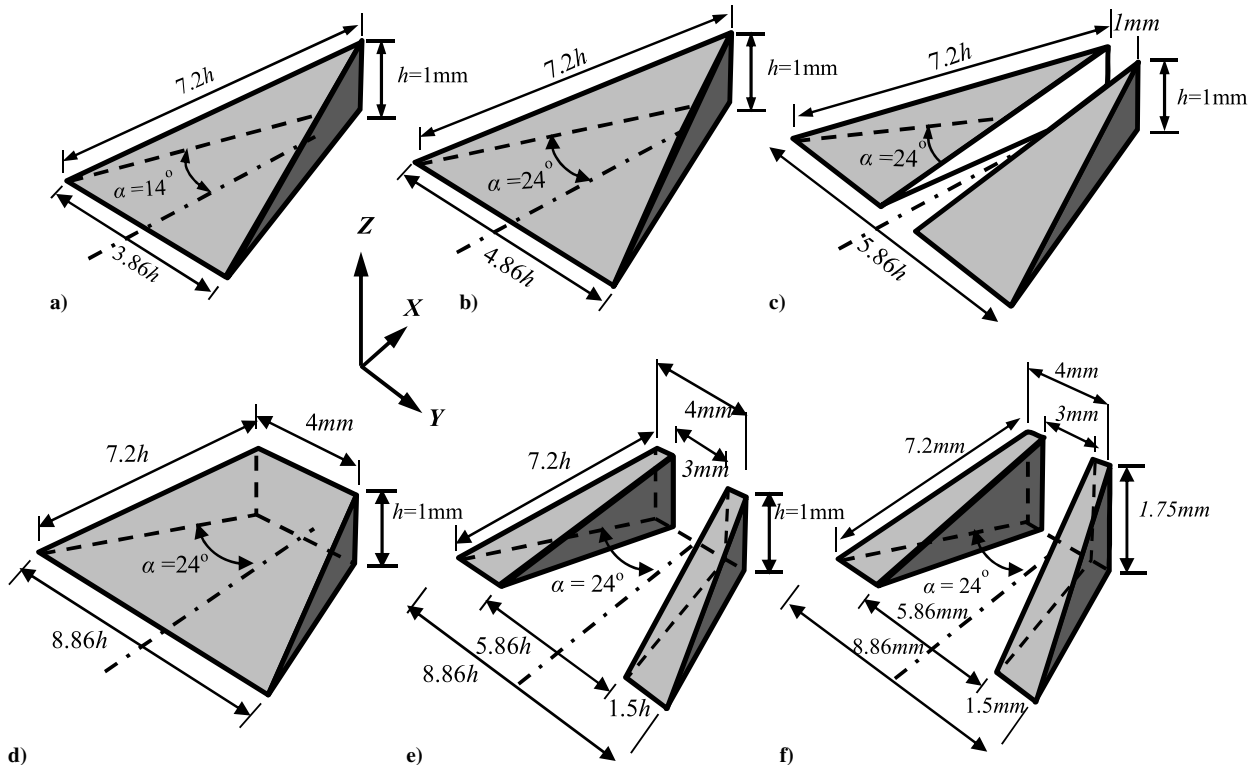 7.2h
h=1mm
α =14°
3.86h
a)
7.2h
h=1mm
α =24°
4.86h
b)
7.2h
1mm
h=1mm
α =24°
5.86h
c)
Z
X
Y
7.2h
4mm
h=1mm
α =24°
8.86h
d)
4mm
7.2h
3mm
h=1mm
α = 24°
5.86h
8.86h
1.5h
e)
4mm
3mm
7.2mm
1.75mm
α = 24°
5.86mm
8.86mm
1.5mm
f)